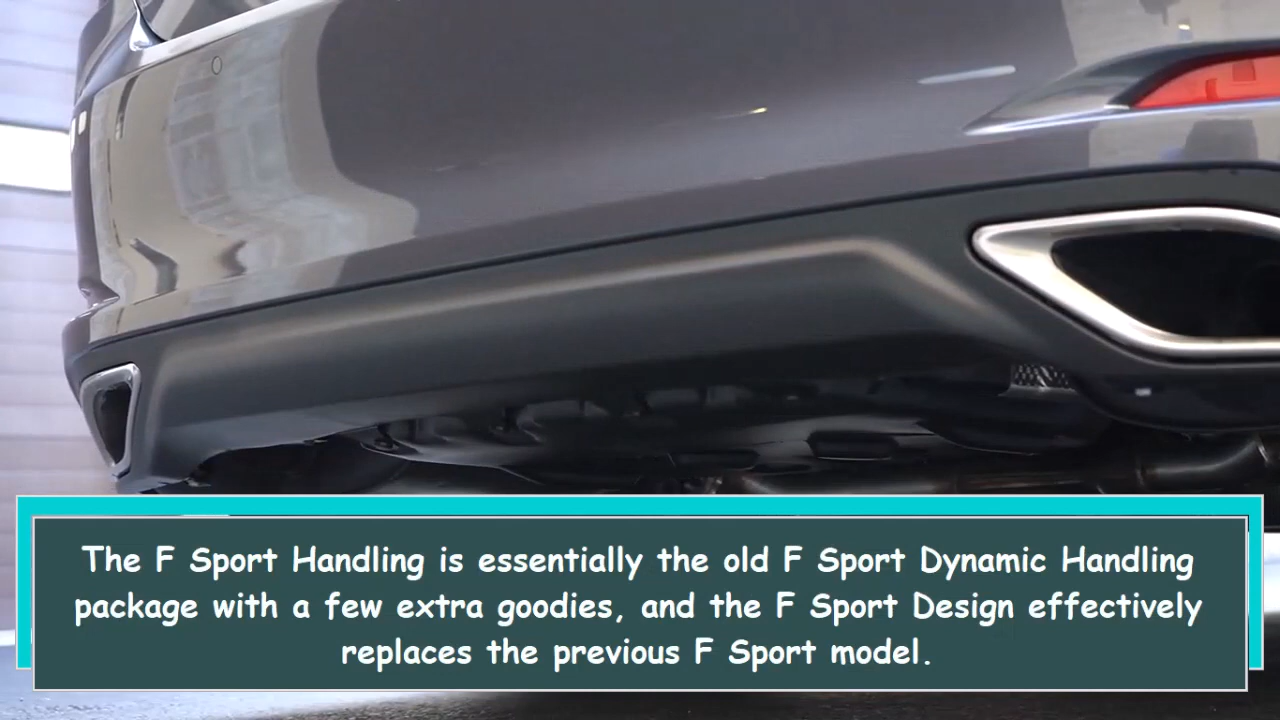 The F Sport Handling is essentially the old F Sport Dynamic Handling
package with a few extra goodies, and the F Sport Design effectively
replaces the previous F Sport model.